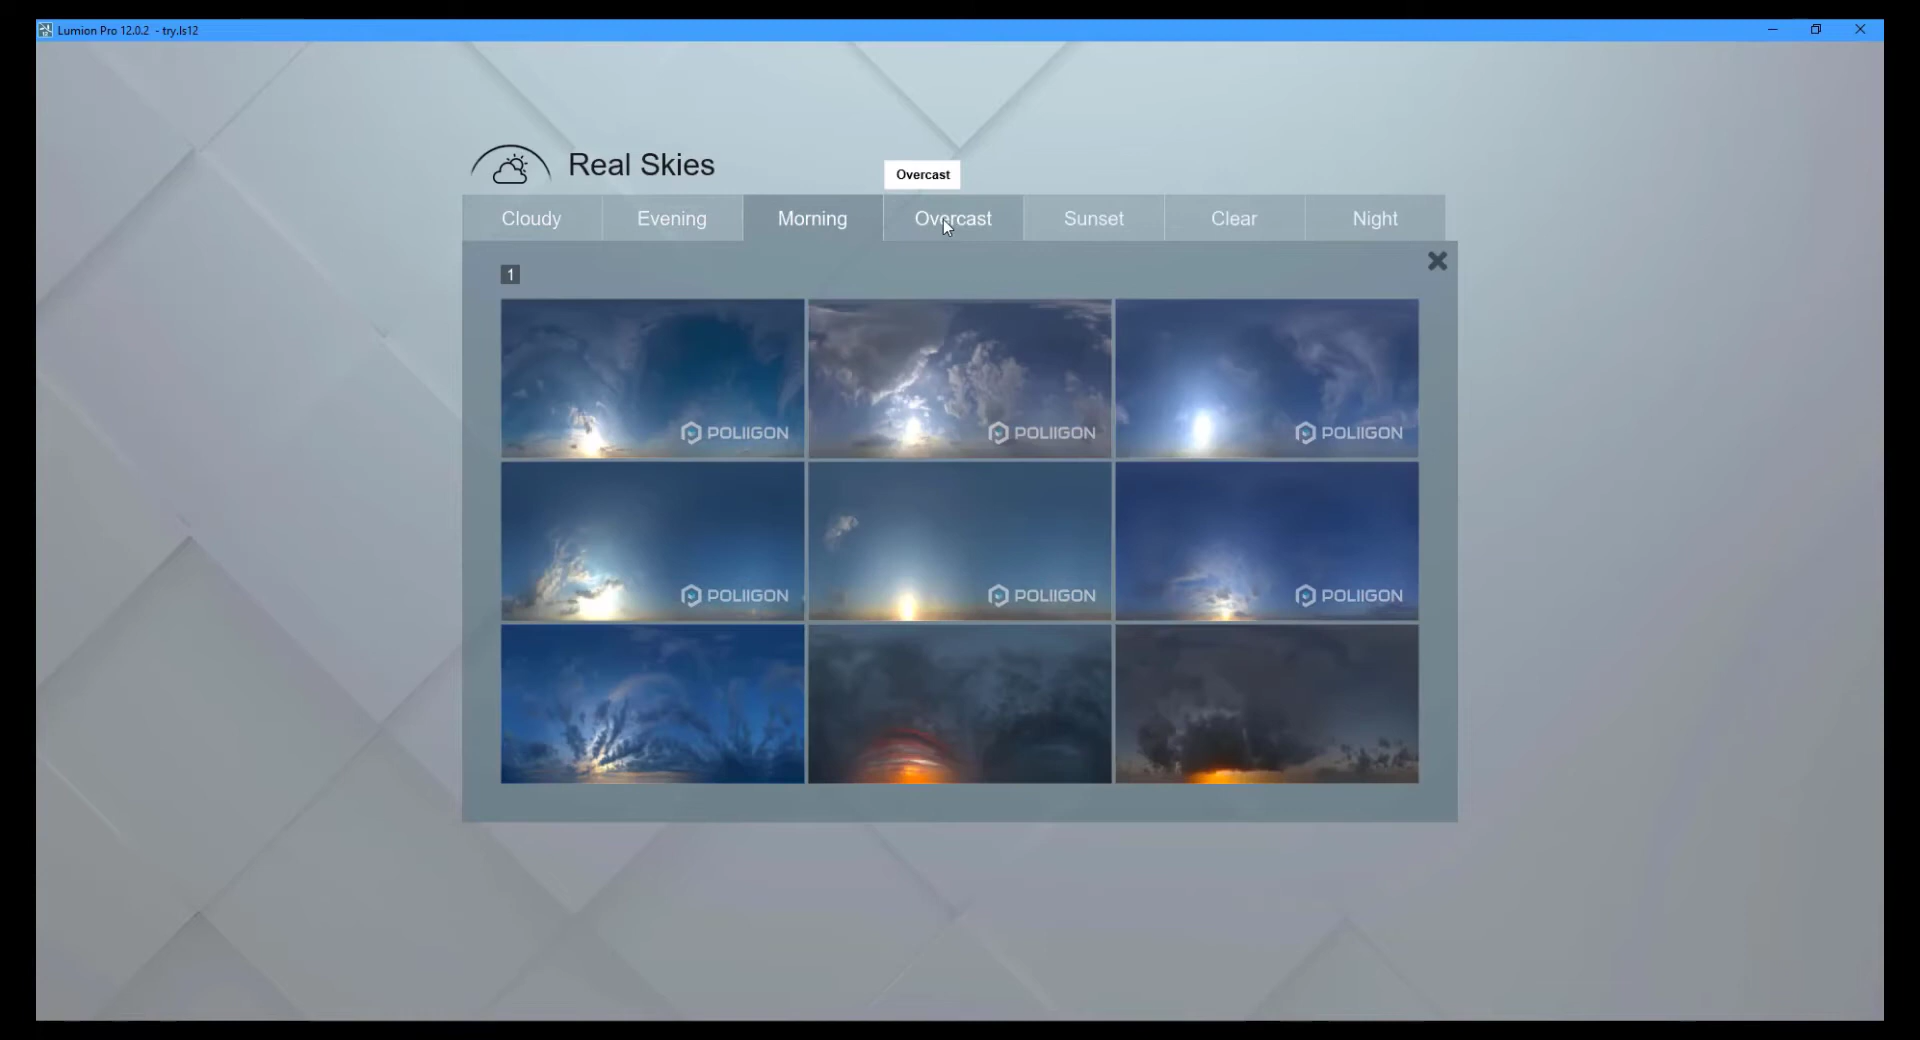 Lumion Pro 12.0.2 - try.ls12
Real Skies
Overcast
Cloudy Evening Morning Overcast Sunset Clear Night
1
POLIIGON POLIIGON POLIIGON
POLIIGON POLIIGON POLIIGON